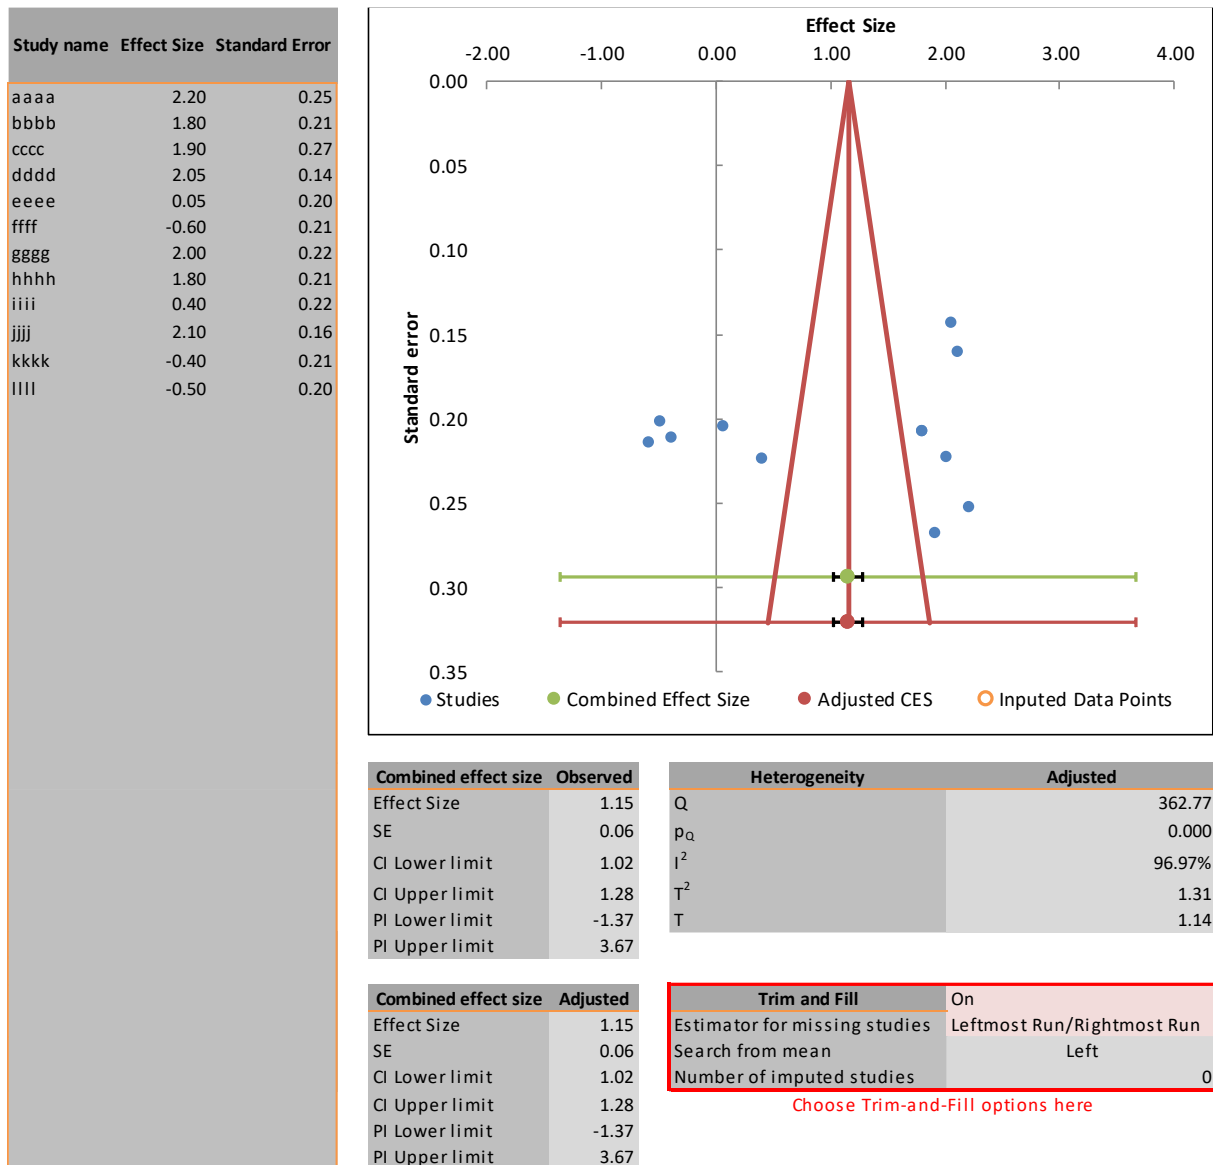 Study name Effect Size Standard Error
aaaa 2.20 0.25
bbbb 1.80 0.21
cccc 1.90 0.27
dddd 2.05 0.14
eeee 0.05 0.20
ffff -0.60 0.21
gggg 2.00 0.22
hhhh 1.80 0.21
iiii 0.40 0.22
jjjj 2.10 0.16
kkkk -0.40 0.21
llll -0.50 0.20
Effect Size
-2.00 -1.00 0.00 1.00 2.00 3.00 4.00
0.00
0.05
0.10
0.15
0.20
0.25
0.30
0.35
Standard error
Studies Combined Effect Size Adjusted CES Inputed Data Points
Combined effect size Observed
Effect Size 1.15
SE 0.06
CI Lower limit 1.02
CI Upper limit 1.28
PI Lower limit -1.37
PI Upper limit 3.67
Heterogeneity Adjusted
Q 362.77
pQ 0.000
I2 96.97%
T2 1.31
T 1.14
Combined effect size Adjusted
Effect Size 1.15
SE 0.06
CI Lower limit 1.02
CI Upper limit 1.28
PI Lower limit -1.37
PI Upper limit 3.67
Trim and Fill On
Estimator for missing studies Leftmost Run/Rightmost Run
Search from mean Left
Number of imputed studies 0
Choose Trim-and-Fill options here